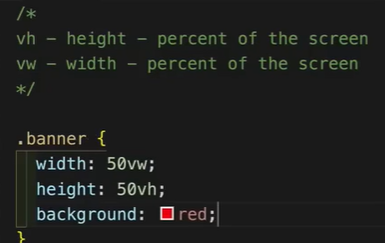 /*
vh - height - percent of the screen
vw - width - percent of the screen
*/
.banner {
width: 50vw;
height: 50vh;
background: red;
}